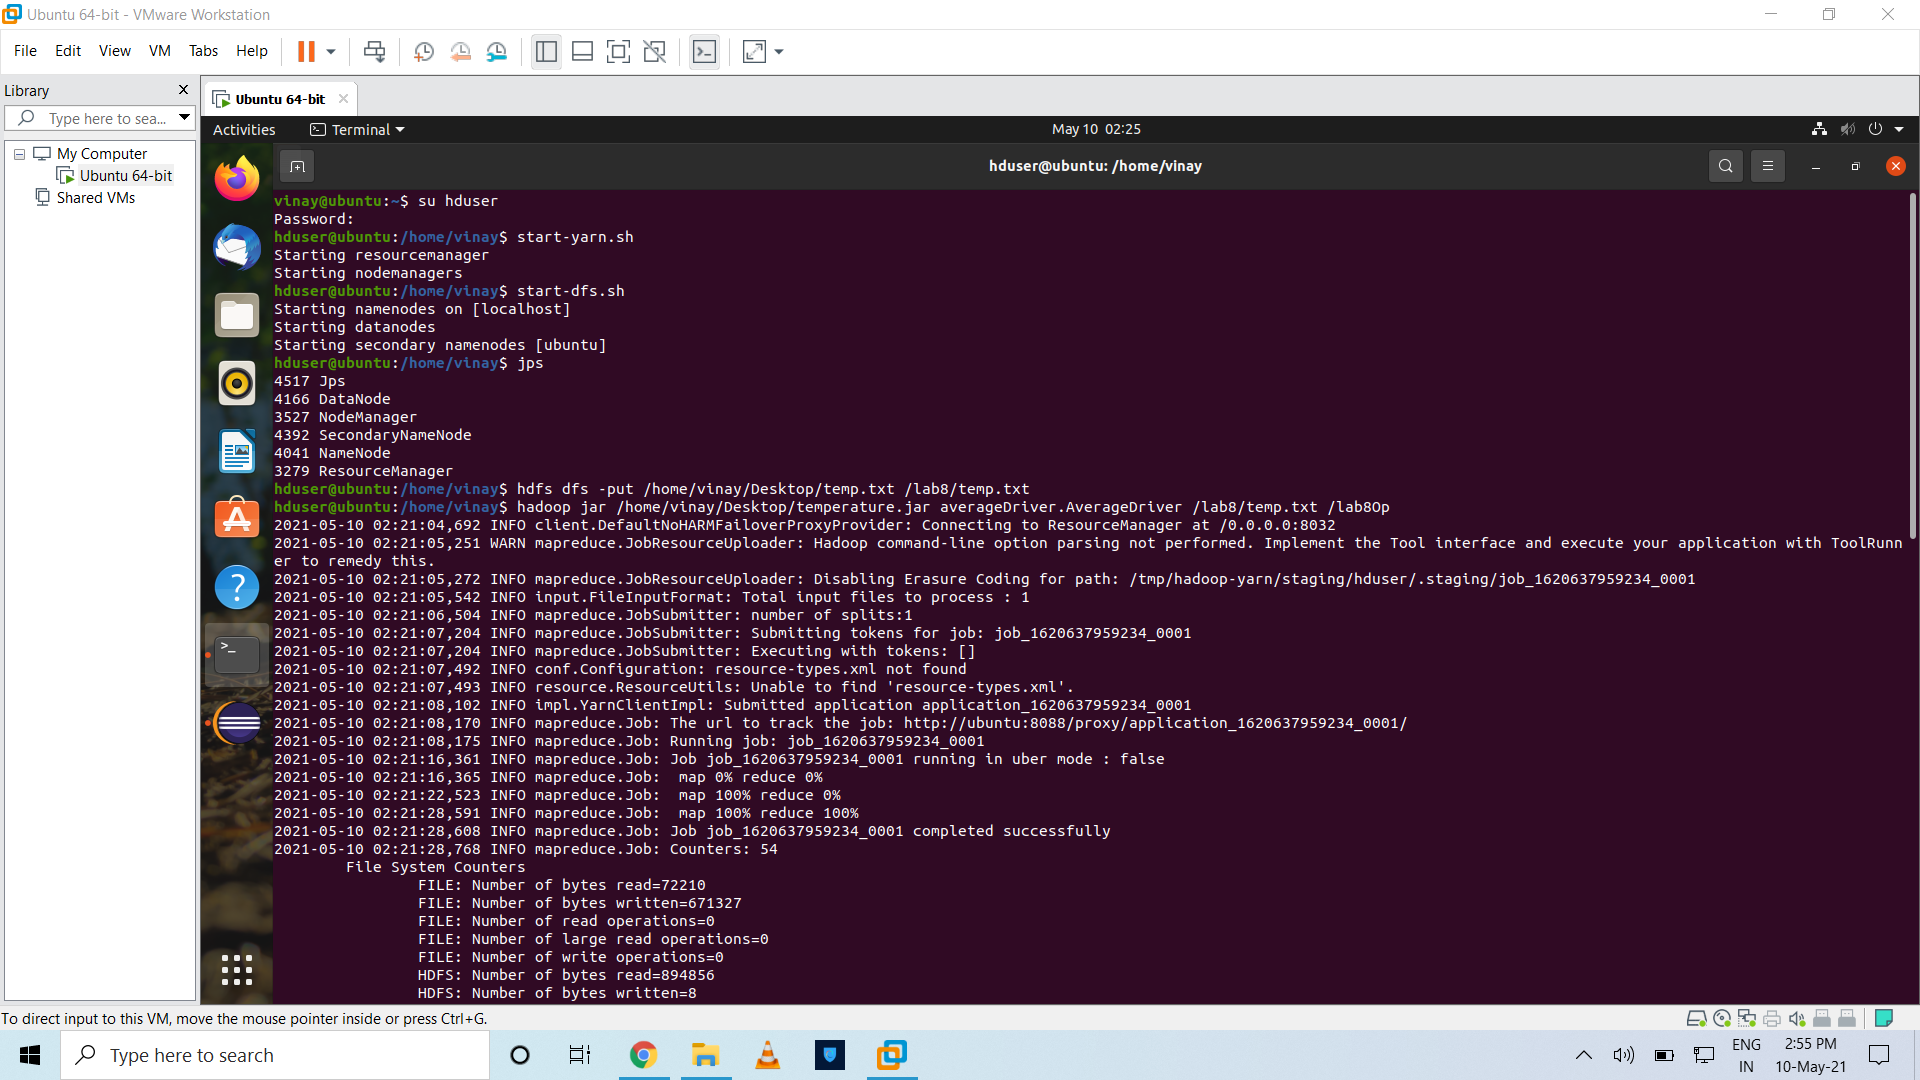 Ubuntu 64-bit - VMware Workstation
File Edit View VM Tabs Help
Library
Type here to sea...
My Computer
Ubuntu 64-bit
Shared VMs
Ubuntu 64-bit
Activities
Terminal
May 10 02:25
hduser@ubuntu: /home/vinay
vinay@ubuntu:~$ su hduser
Password:
hduser@ubuntu:/home/vinay$ start-yarn.sh
Starting resourcemanager
Starting nodemanagers
hduser@ubuntu:/home/vinay$ start-dfs.sh
Starting namenodes on [localhost]
Starting datanodes
Starting secondary namenodes [ubuntu]
hduser@ubuntu:/home/vinay$ jps
4517 Jps
4166 DataNode
3527 NodeManager
4392 SecondaryNameNode
4041 NameNode
3279 ResourceManager
hduser@ubuntu:/home/vinay$ hdfs dfs -put /home/vinay/Desktop/temp.txt /lab8/temp.txt
hduser@ubuntu:/home/vinay$ hadoop jar /home/vinay/Desktop/temperature.jar averageDriver.AverageDriver /lab8/temp.txt /lab8Op
2021-05-10 02:21:04,692 INFO client.DefaultNoHARMFailoverProxyProvider: Connecting to ResourceManager at /0.0.0.0:8032
2021-05-10 02:21:05,251 WARN mapreduce.JobResourceUploader: Hadoop command-line option parsing not performed. Implement the Tool interface and execute your application with ToolRunn
er to remedy this.
2021-05-10 02:21:05,272 INFO mapreduce.JobResourceUploader: Disabling Erasure Coding for path: /tmp/hadoop-yarn/staging/hduser/.staging/job_1620637959234_0001
2021-05-10 02:21:05,542 INFO input.FileInputFormat: Total input files to process : 1
2021-05-10 02:21:06,504 INFO mapreduce.JobSubmitter: number of splits:1
2021-05-10 02:21:07,204 INFO mapreduce.JobSubmitter: Submitting tokens for job: job_1620637959234_0001
2021-05-10 02:21:07,204 INFO mapreduce.JobSubmitter: Executing with tokens: []
2021-05-10 02:21:07,492 INFO conf.Configuration: resource-types.xml not found
2021-05-10 02:21:07,493 INFO resource.ResourceUtils: Unable to find 'resource-types.xml'.
2021-05-10 02:21:08,102 INFO impl.YarnClientImpl: Submitted application application_1620637959234_0001
2021-05-10 02:21:08,170 INFO mapreduce.Job: The url to track the job: http://ubuntu:8088/proxy/application_1620637959234_0001/
2021-05-10 02:21:08,175 INFO mapreduce.Job: Running job: job_1620637959234_0001
2021-05-10 02:21:16,361 INFO mapreduce.Job: Job job_1620637959234_0001 running in uber mode : false
2021-05-10 02:21:16,365 INFO mapreduce.Job:  map 0% reduce 0%
2021-05-10 02:21:22,523 INFO mapreduce.Job:  map 100% reduce 0%
2021-05-10 02:21:28,591 INFO mapreduce.Job:  map 100% reduce 100%
2021-05-10 02:21:28,608 INFO mapreduce.Job: Job job_1620637959234_0001 completed successfully
2021-05-10 02:21:28,768 INFO mapreduce.Job: Counters: 54
File System Counters
FILE: Number of bytes read=72210
FILE: Number of bytes written=671327
FILE: Number of read operations=0
FILE: Number of large read operations=0
FILE: Number of write operations=0
HDFS: Number of bytes read=894856
HDFS: Number of bytes written=8
To direct input to this VM, move the mouse pointer inside or press Ctrl+G.
Type here to search
ENG
IN
2:55 PM
10-May-21